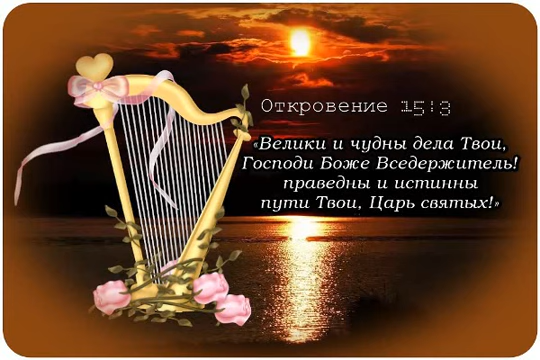 Откровение 15:3
«Велики и чудны дела Твои,
Господи Боже Вседержитель!
праведны и истинны
пути Твои, Царь святых!»